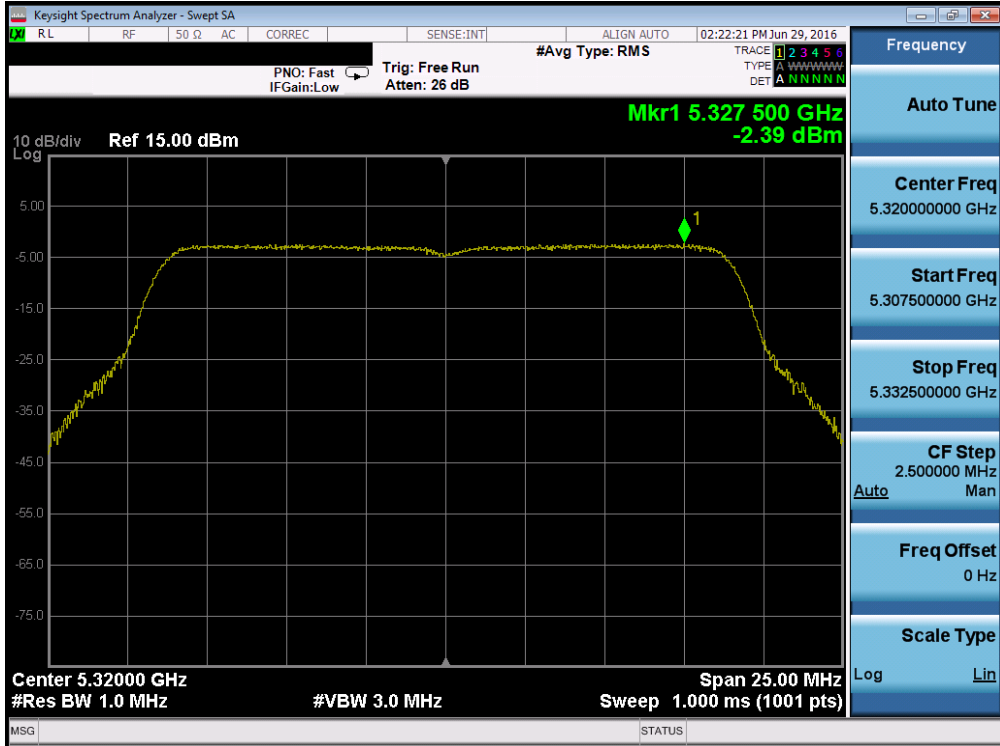 Keysight Spectrum Analyzer - Swept SA
LXI RL RF 50 Ω AC CORREC SENSE:INT ALIGN AUTO 02:22:21 PM Jun 29, 2016
PNO: Fast
IFGain:Low
Trig: Free Run
Atten: 26 dB
#Avg Type: RMS
TRACE 1 2 3 4 5 6
TYPE A WWWWW
DET A N N N N N
Mkr1 5.327 500 GHz
-2.39 dBm
10 dB/div Ref 15.00 dBm
Log
1
5.00
-5.00
-15.0
-25.0
-35.0
-45.0
-55.0
-65.0
-75.0
Center 5.32000 GHz Span 25.00 MHz
#Res BW 1.0 MHz #VBW 3.0 MHz Sweep 1.000 ms (1001 pts)
MSG STATUS
Frequency
Auto Tune
Center Freq
5.320000000 GHz
Start Freq
5.307500000 GHz
Stop Freq
5.332500000 GHz
CF Step
2.500000 MHz
Auto Man
Freq Offset
0 Hz
Scale Type
Log Lin